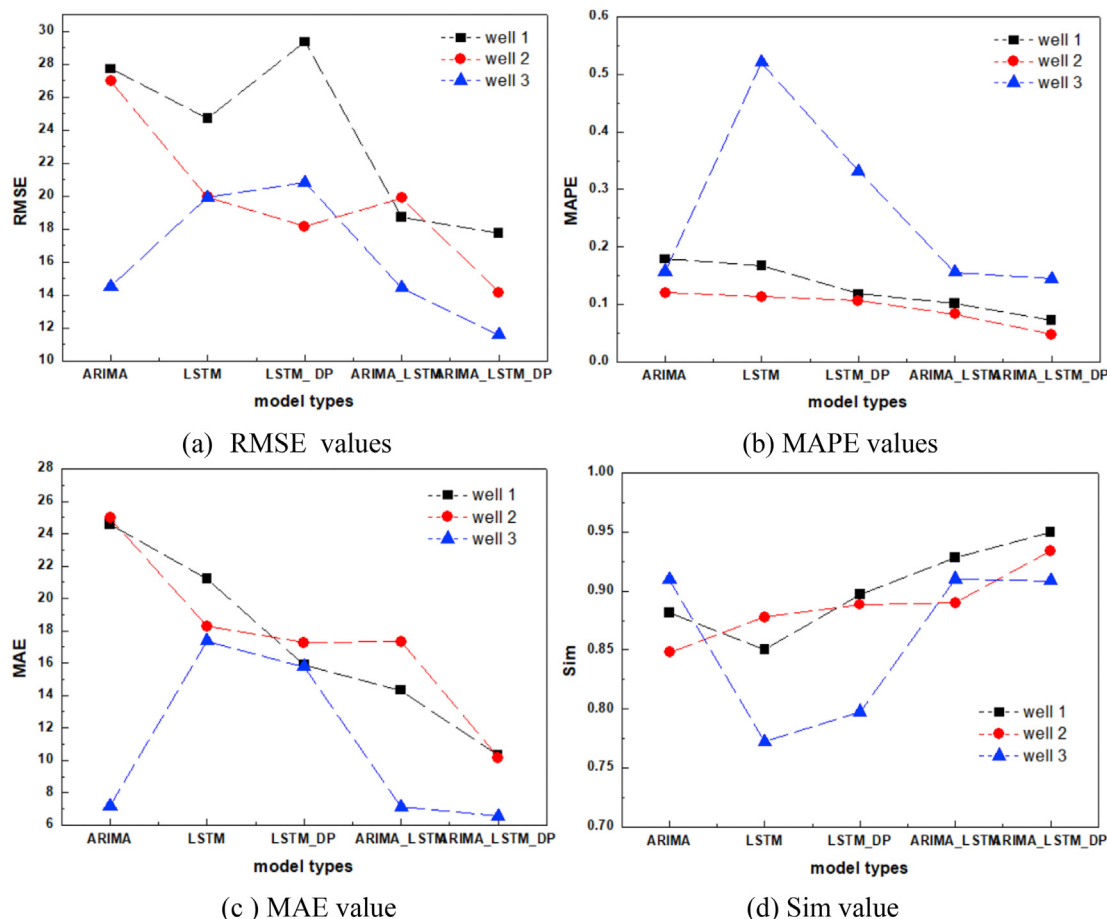 30
28
26
24
22
20
18
16
14
12
10
RMSE
well 1
well 2
well 3
ARIMA LSTM LSTM_DP ARIMA_LSTM ARIMA_LSTM_DP
model types
(a) RMSE values
0.6
0.5
0.4
0.3
0.2
0.1
0.0
MAPE
well 1
well 2
well 3
ARIMA LSTM LSTM_DP ARIMA_LSTM ARIMA_LSTM_DP
model types
(b) MAPE values
28
26
24
22
20
18
16
14
12
10
8
6
MAE
well 1
well 2
well 3
ARIMA LSTM LSTM_DP ARIMA_LSTM ARIMA_LSTM_DP
model types
(c ) MAE value
1.00
0.95
0.90
0.85
0.80
0.75
0.70
Sim
well 1
well 2
well 3
ARIMA LSTM LSTM_DP ARIMA_LSTM ARIMA_LSTM_DP
model types
(d) Sim value